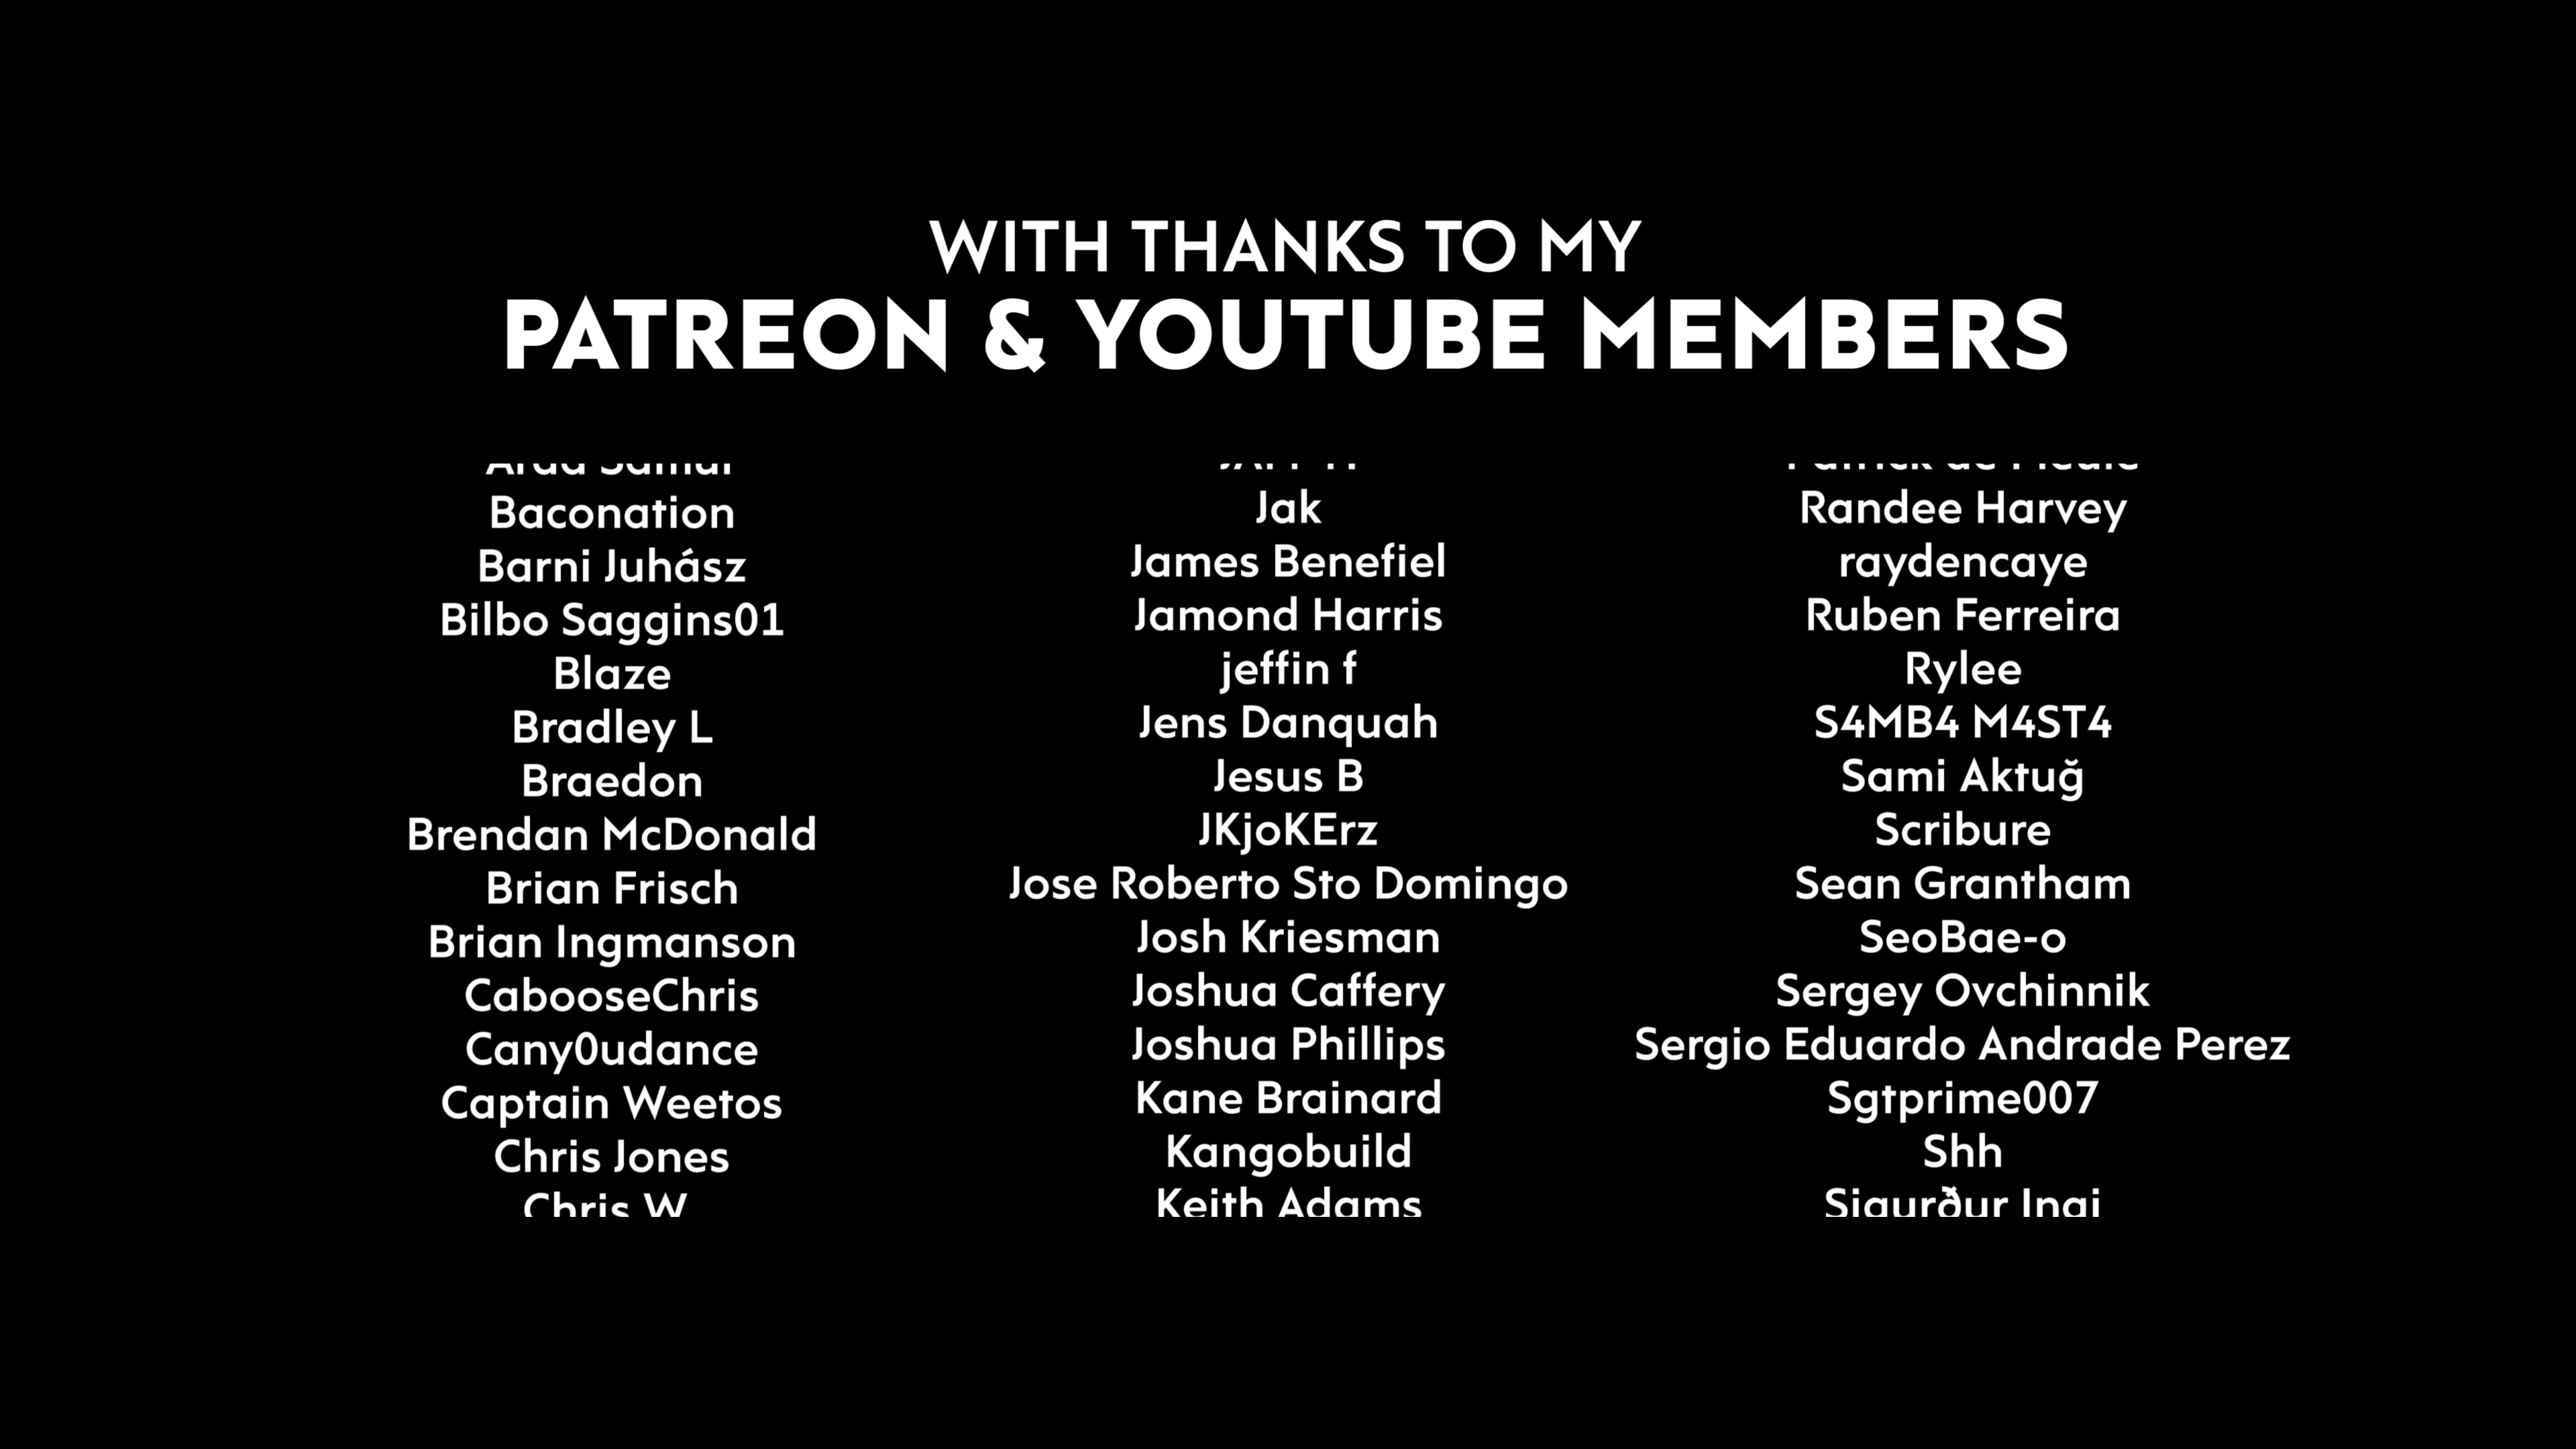 WITH THANKS TO MY
PATREON & YOUTUBE MEMBERS
Baconation
Barni Juhász
Bilbo Saggins01
Blaze
Bradley L
Braedon
Brendan McDonald
Brian Frisch
Brian Ingmanson
CabooseChris
Cany0udance
Captain Weetos
Chris Jones
Chris W
Jak
James Benefiel
Jamond Harris
jeffin f
Jens Danquah
Jesus B
JKjoKErz
Jose Roberto Sto Domingo
Josh Kriesman
Joshua Caffery
Joshua Phillips
Kane Brainard
Kangobuild
Keith Adams
Randee Harvey
raydencaye
Ruben Ferreira
Rylee
S4MB4 M4ST4
Sami Aktuğ
Scribure
Sean Grantham
SeoBae-o
Sergey Ovchinnik
Sergio Eduardo Andrade Perez
Sgtprime007
Shh
Sigurður Ingi